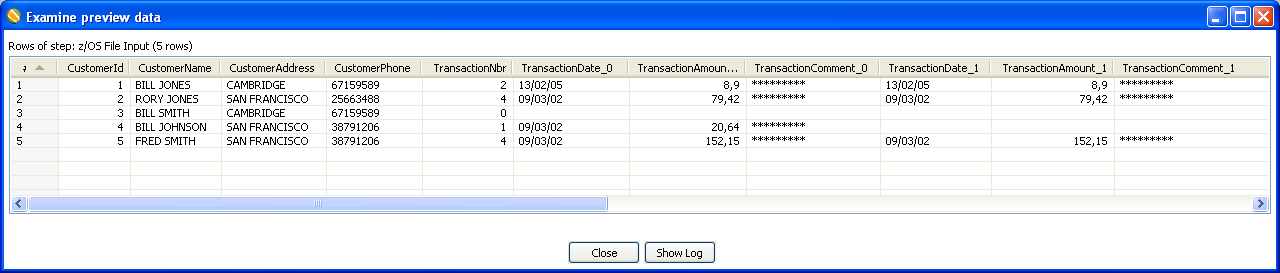 Examine preview data
Rows of step: z/OS File Input (5 rows)
# CustomerId CustomerName CustomerAddress CustomerPhone TransactionNbr TransactionDate_0 TransactionAmoun... TransactionComment_0 TransactionDate_1 TransactionAmount_1 TransactionComment_1
1 1 BILL JONES CAMBRIDGE 67159589 2 13/02/05 8,9 ********* 13/02/05 8,9 *********
2 2 RORY JONES SAN FRANCISCO 25663488 4 09/03/02 79,42 ********* 09/03/02 79,42 *********
3 3 BILL SMITH CAMBRIDGE 67159589 0
4 4 BILL JOHNSON SAN FRANCISCO 38791206 1 09/03/02 20,64 *********
5 5 FRED SMITH SAN FRANCISCO 38791206 4 09/03/02 152,15 ********* 09/03/02 152,15 *********
Close Show Log